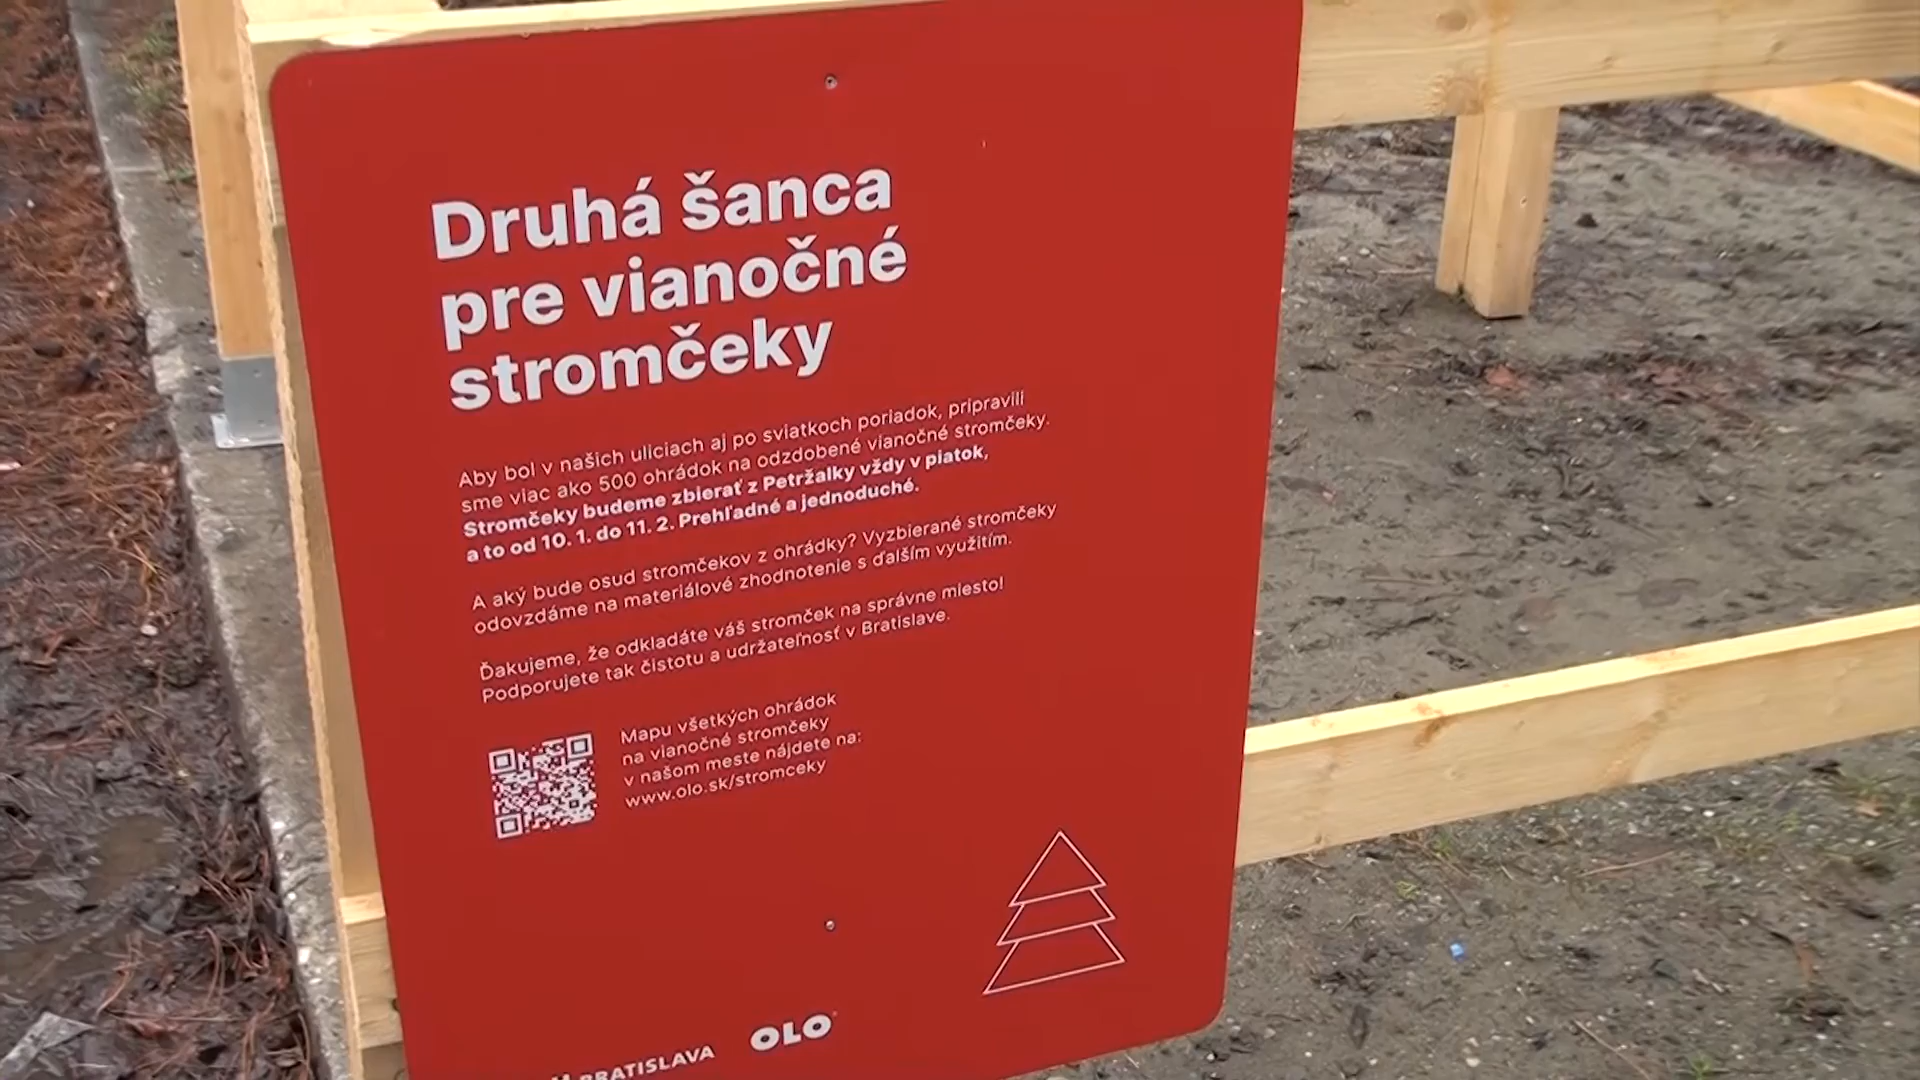 Druhá šanca
pre vianočné
stromčeky
Aby bol v našich uliciach aj po sviatkoch poriadok, pripravili
sme viac ako 500 ohrádok na odzdobené vianočné stromčeky.
Stromčeky budeme zbierať z Petržalky vždy v piatok,
a to od 10. 1. do 11. 2. Prehľadné a jednoduché.
A aký bude osud stromčekov z ohrádky? Vyzbierané stromčeky
odovzdáme na materiálové zhodnotenie s ďalším využitím.
Ďakujeme, že odkladáte váš stromček na správne miesto!
Podporujete tak čistotu a udržateľnosť v Bratislave.
Mapu všetkých ohrádok
na vianočné stromčeky
v našom meste nájdete na:
www.olo.sk/stromceky
BRATISLAVA
OLO